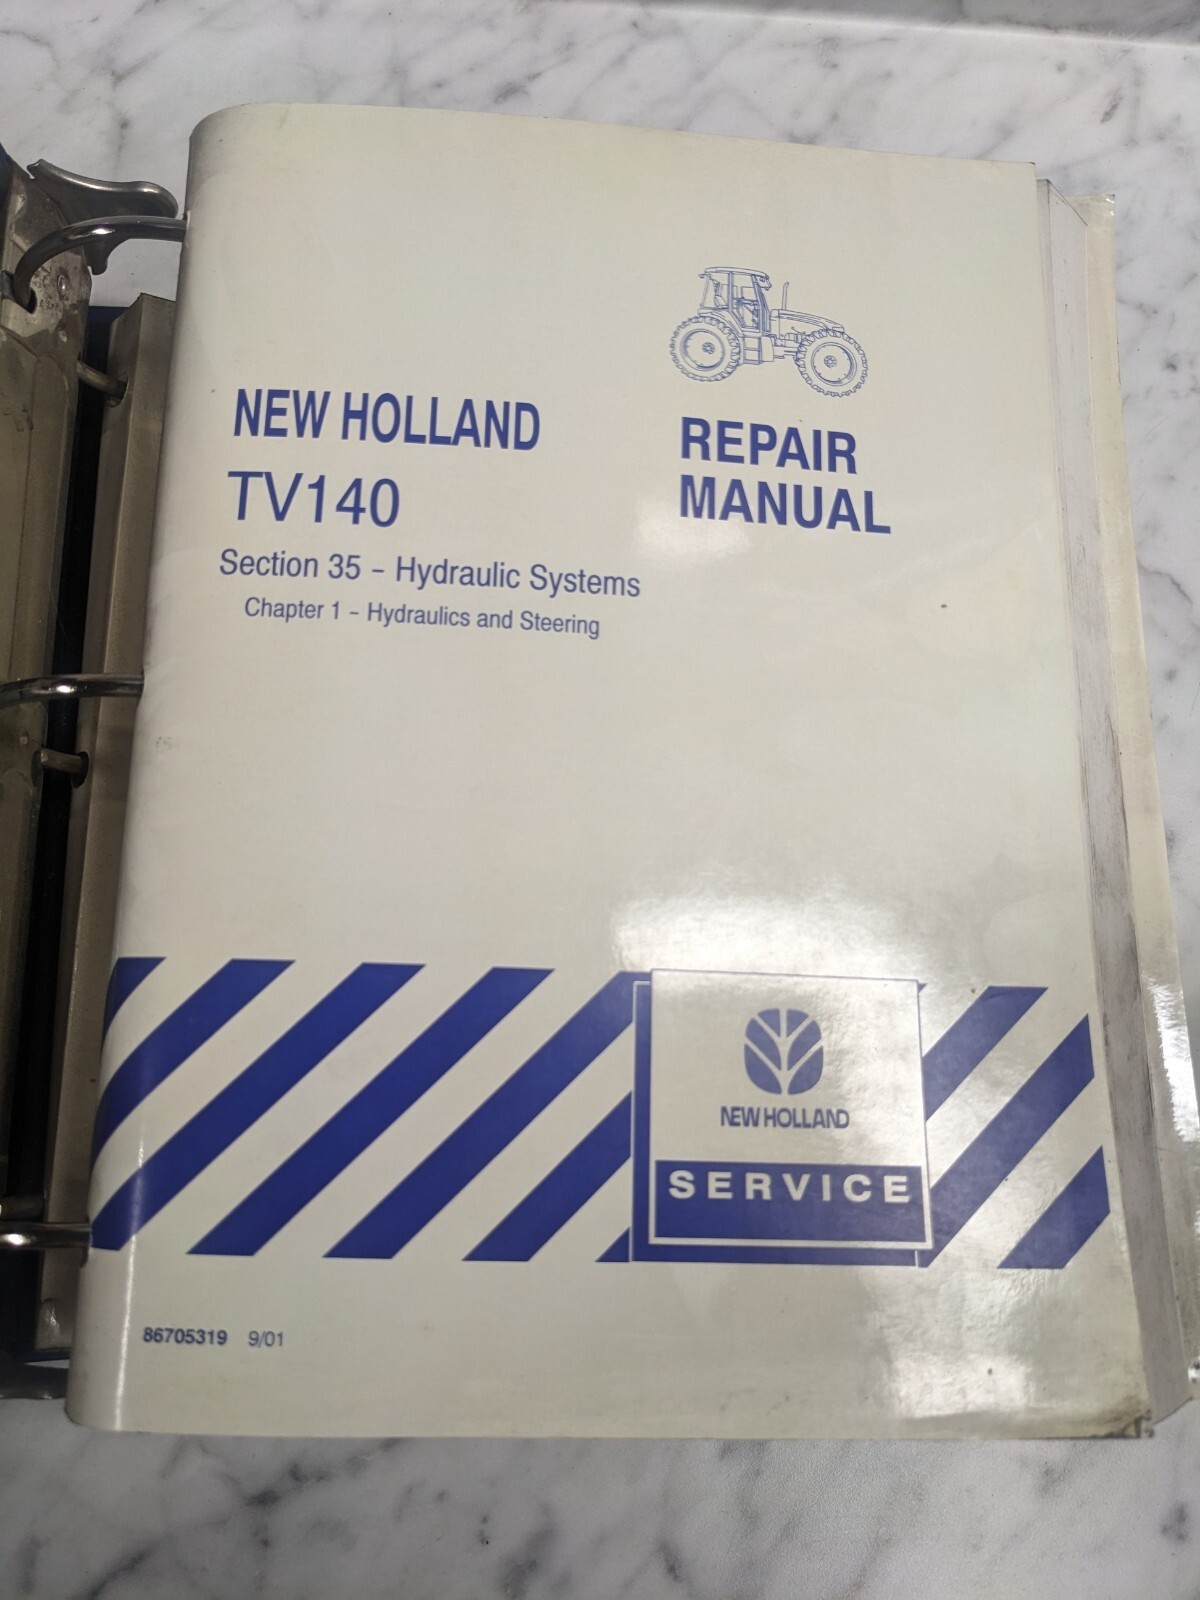 NEW HOLLAND
TV140
Section 35 - Hydraulic Systems
Chapter 1 - Hydraulics and Steering
REPAIR
MANUAL
NEW HOLLAND
SERVICE
86705319 9/01